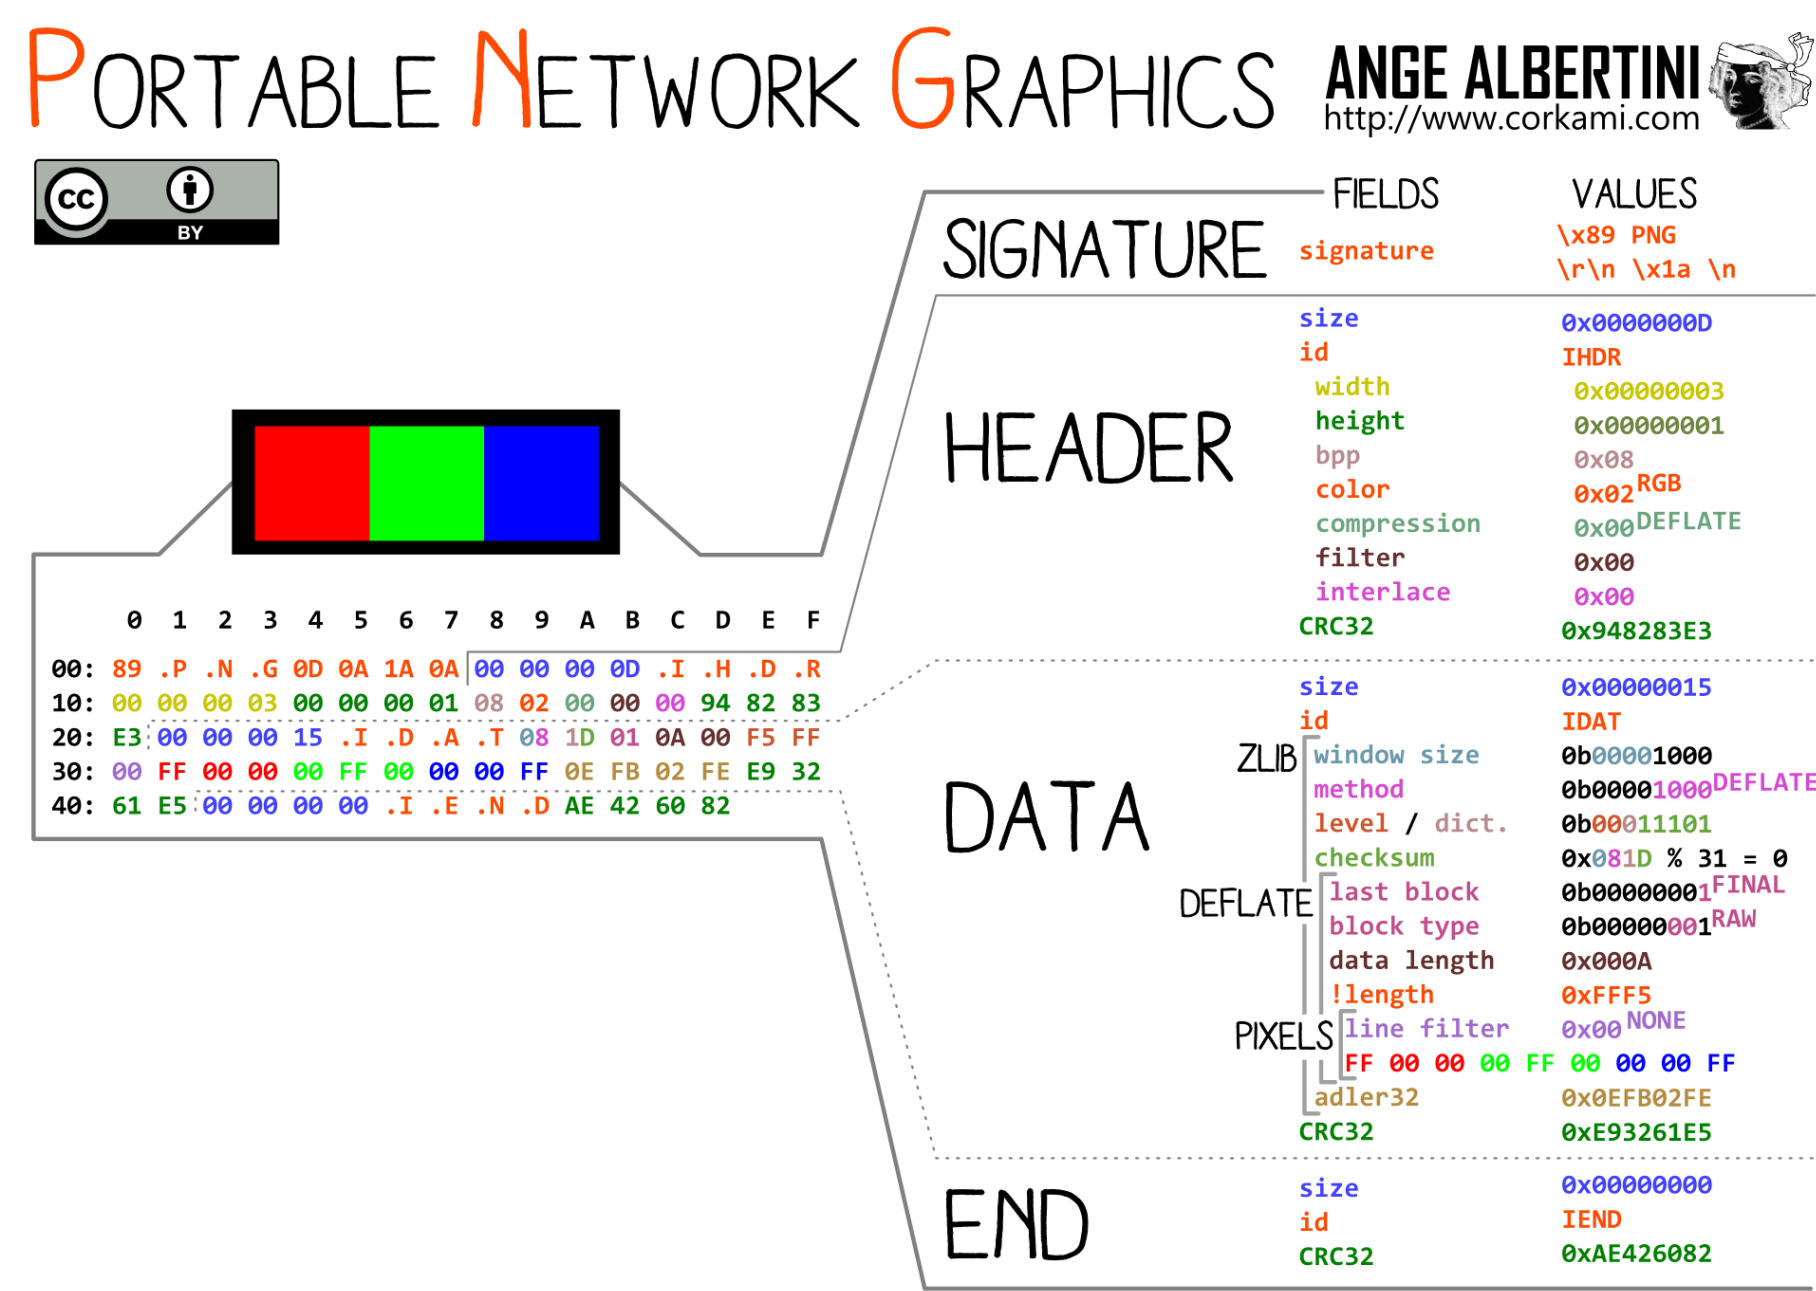 PORTABLE NETWORK GRAPHICS
ANGE ALBERTINI
http://www.corkami.com
CC
BY
FIELDS VALUES
SIGNATURE
signature \x89 PNG
\r\n \x1a \n
HEADER
size 0x0000000D
id IHDR
width 0x00000003
height 0x00000001
bpp 0x08
color 0x02 RGB
compression 0x00 DEFLATE
filter 0x00
interlace 0x00
CRC32 0x948283E3
0 1 2 3 4 5 6 7 8 9 A B C D E F
00: 89 .P .N .G 0D 0A 1A 0A 00 00 00 0D .I .H .D .R
10: 00 00 00 03 00 00 00 01 08 02 00 00 00 94 82 83
20: E3 00 00 00 15 .I .D .A .T 08 1D 01 0A 00 F5 FF
30: 00 FF 00 00 00 FF 00 00 00 FF 0E FB 02 FE E9 32
40: 61 E5 00 00 00 00 .I .E .N .D AE 42 60 82
DATA
size 0x00000015
id IDAT
ZLIB
window size 0b00001000
method 0b00001000 DEFLATE
level / dict. 0b00011101
checksum 0x081D % 31 = 0
DEFLATE
last block 0b00000001 FINAL
block type 0b00000001 RAW
data length 0x000A
!length 0xFFF5
PIXELS
line filter 0x00 NONE
FF 00 00 00 FF 00 00 00 FF
adler32 0x0EFB02FE
CRC32 0xE93261E5
END
size 0x00000000
id IEND
CRC32 0xAE426082